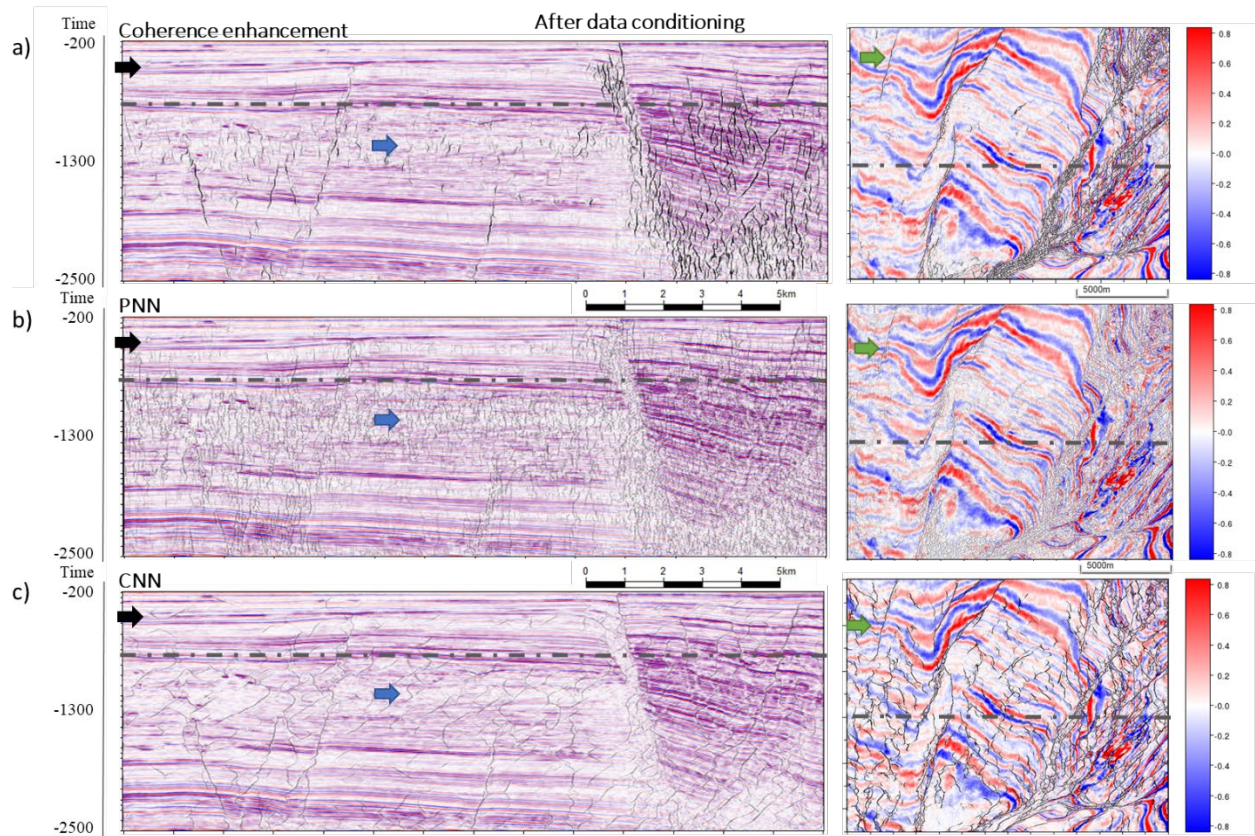 Time
Coherence enhancement
After data conditioning
a)
-200
-1300
-2500
0.8
0.6
0.4
0.2
-0.0
-0.2
-0.4
-0.6
-0.8
5000m
0 1 2 3 4 5km
Time
PNN
b)
-200
-1300
-2500
0.8
0.6
0.4
0.2
-0.0
-0.2
-0.4
-0.6
-0.8
5000m
0 1 2 3 4 5km
Time
CNN
c)
-200
-1300
-2500
0.8
0.6
0.4
0.2
-0.0
-0.2
-0.4
-0.6
-0.8